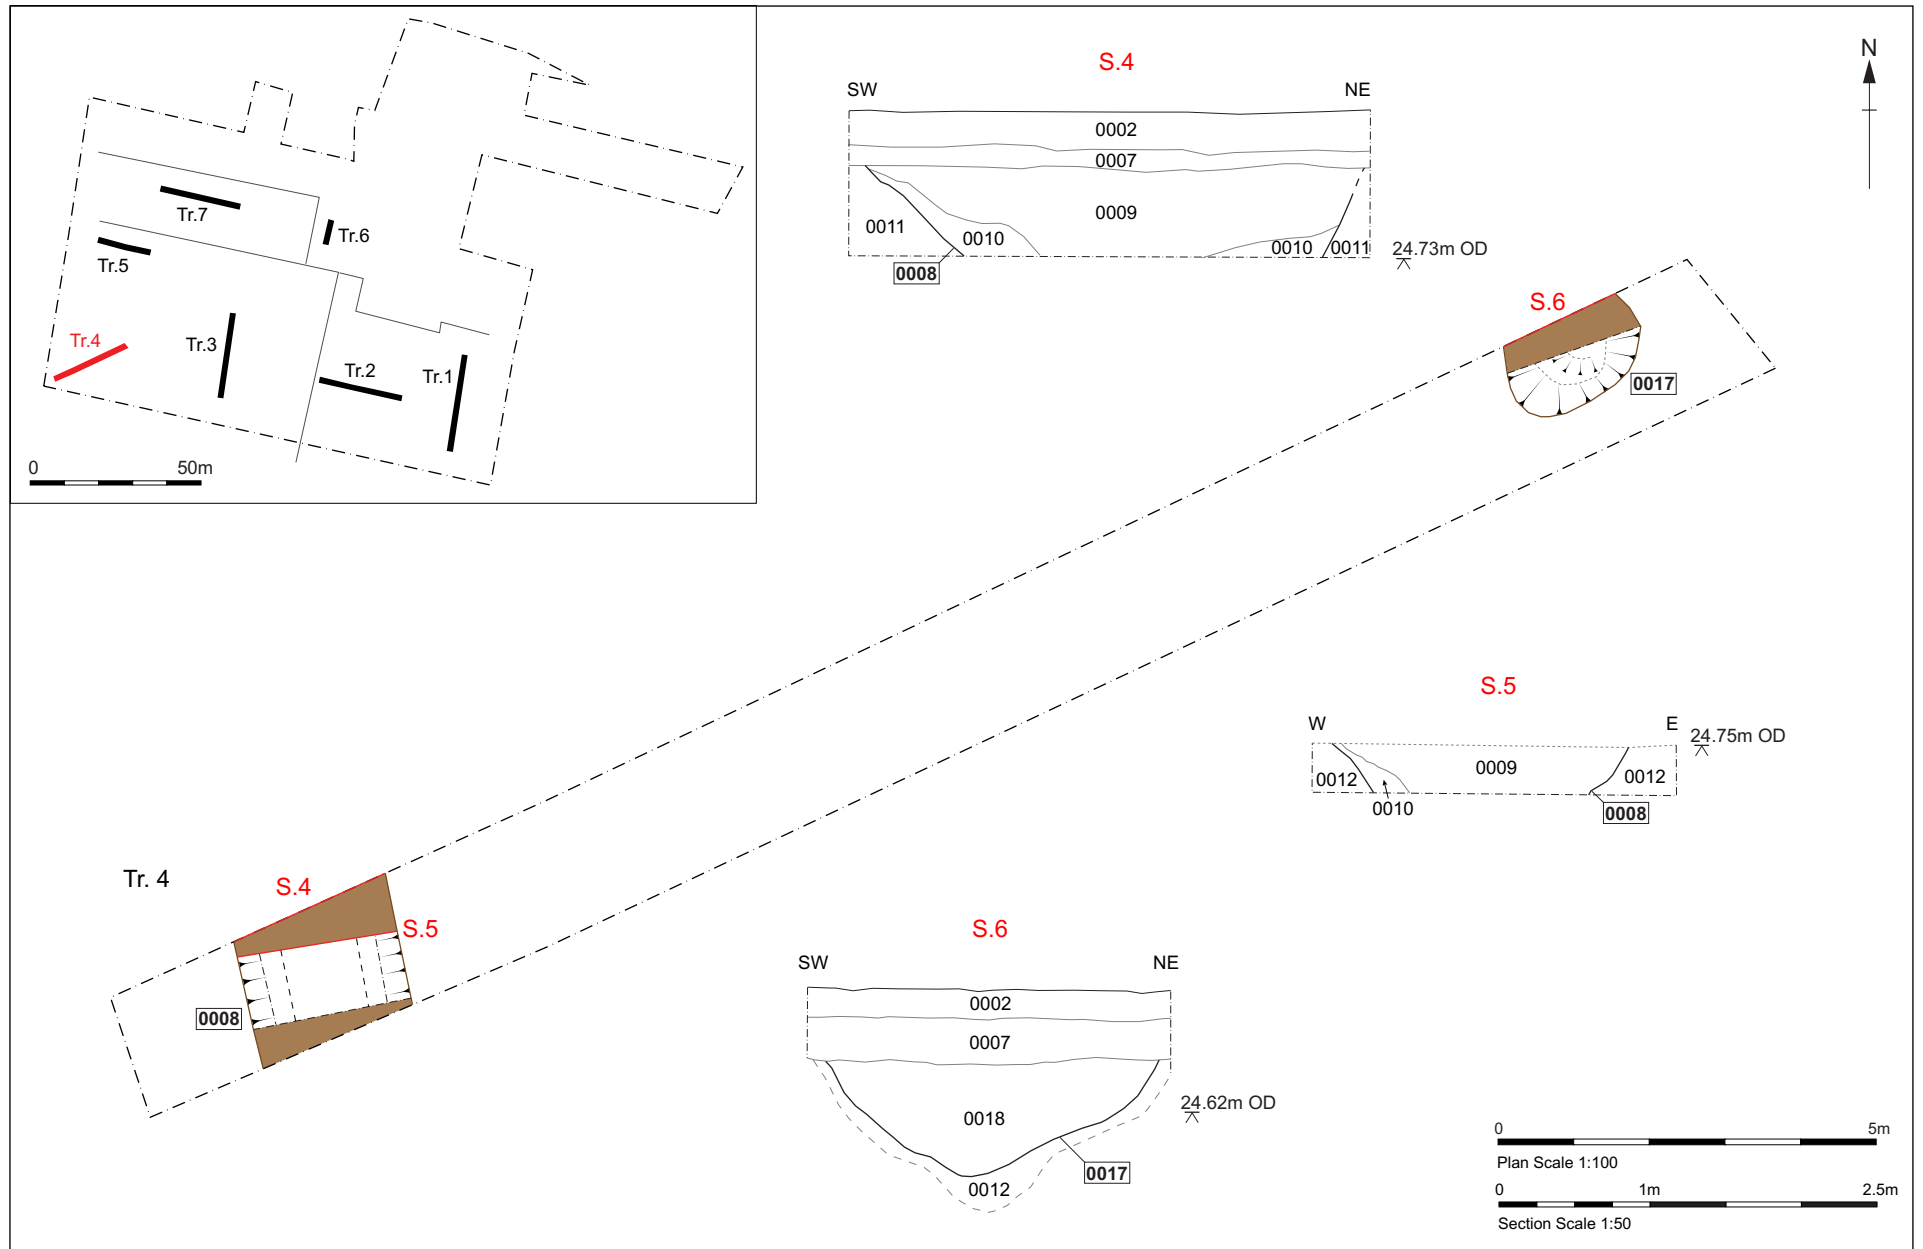 Tr.7
Tr.6
Tr.5
Tr.4
Tr.3
Tr.2
Tr.1
0 50m
S.4
SW NE
0002
0007
0009
0011
0010
0010
0011
0008
24.73m OD
N
S.6
0017
S.5
W E
24.75m OD
0012
0009
0012
0010
0008
Tr. 4
S.4
S.5
0008
S.6
SW NE
0002
0007
0018
24.62m OD
0017
0012
0 5m
Plan Scale 1:100
0 1m 2.5m
Section Scale 1:50